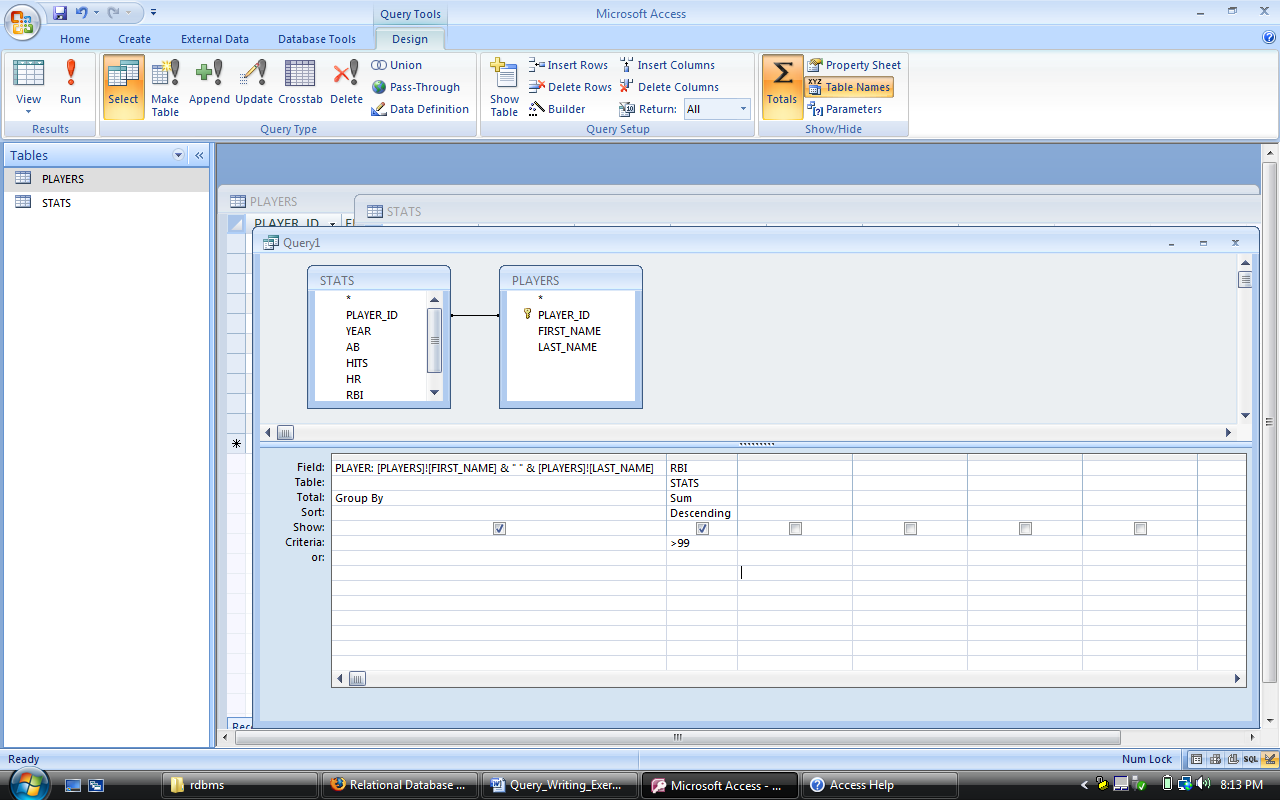 Query Tools
Microsoft Access
Home Create External Data Database Tools Design
View
Run
Results
Select
Make Table
Append
Update
Crosstab
Delete
Union
Pass-Through
Data Definition
Query Type
Show Table
Insert Rows
Delete Rows
Builder
Insert Columns
Delete Columns
Return: All
Query Setup
Totals
Property Sheet
Table Names
Parameters
Show/Hide
Tables «
PLAYERS
STATS
PLAYERS
PLAYER_ID
STATS
Query1
STATS
*
PLAYER_ID
YEAR
AB
HITS
HR
RBI
PLAYERS
*
PLAYER_ID
FIRST_NAME
LAST_NAME
Field: PLAYER: [PLAYERS]![FIRST_NAME] & " " & [PLAYERS]![LAST_NAME] RBI
Table: STATS
Total: Group By Sum
Sort: Descending
Show:
Criteria: >99
or:
Ready Num Lock SQL
rdbms Relational Database ... Query_Writing_Exer... Microsoft Access - ... Access Help 8:13 PM